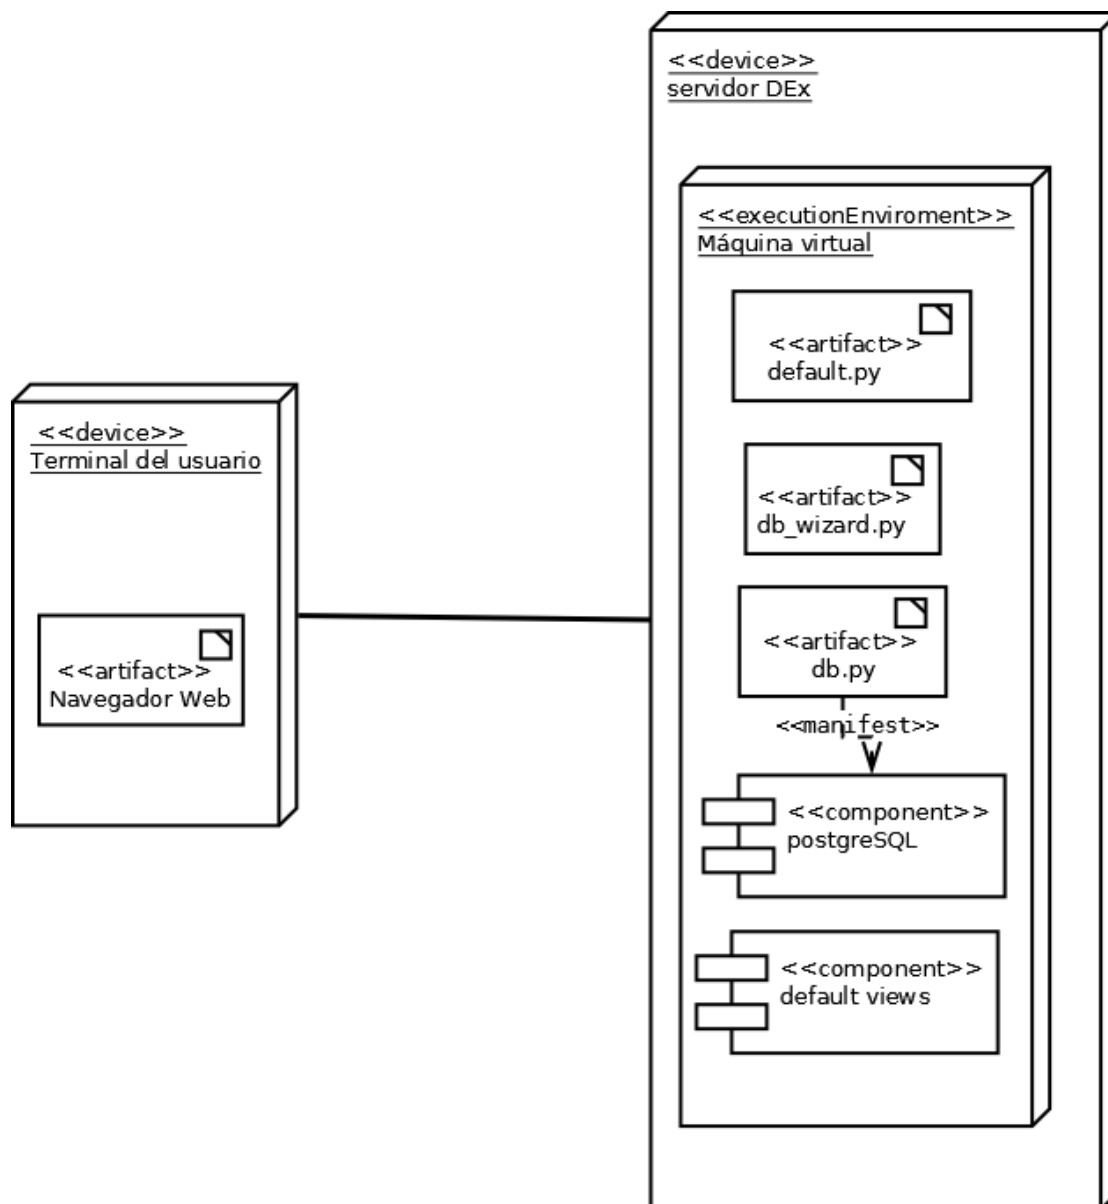 <<device>>
servidor DEx
<<executionEnviroment>>
Máquina virtual
<<artifact>>
default.py
<<artifact>>
db_wizard.py
<<artifact>>
db.py
<<manifest>>
<<component>>
postgreSQL
<<component>>
default views
<<device>>
Terminal del usuario
<<artifact>>
Navegador Web